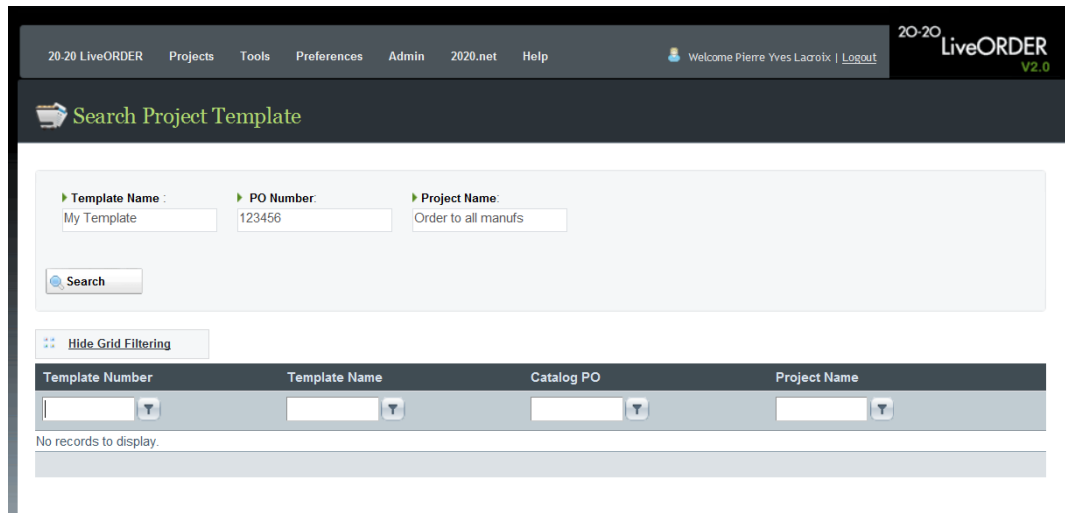 20-20 LiveORDER Projects Tools Preferences Admin 2020.net Help Welcome Pierre Yves Lacroix | Logout
20-20 LiveORDER
V2.0
Search Project Template
Template Name : PO Number: Project Name:
My Template 123456 Order to all manufs
Search
Hide Grid Filtering
Template Number Template Name Catalog PO Project Name
No records to display.